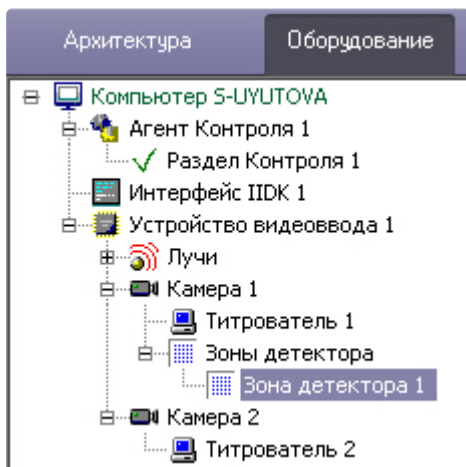 Архитектура Оборудование
Компьютер S-UYUTOVA
Агент Контроля 1
Раздел Контроля 1
Интерфейс IIDK 1
Устройство видеоввода 1
Лучи
Камера 1
Титрователь 1
Зоны детектора
Зона детектора 1
Камера 2
Титрователь 2